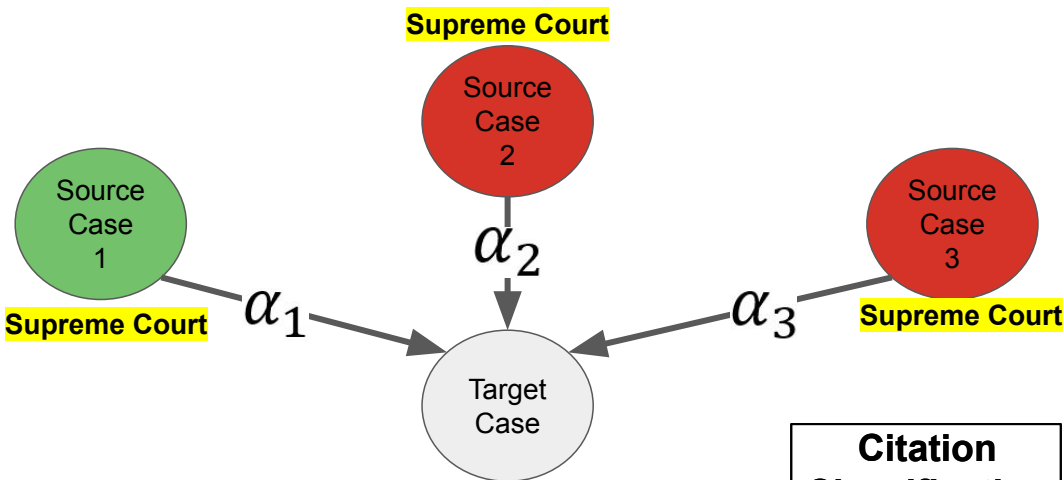 Supreme Court
Source
Case
2
Source
Case
1
Source
Case
3
α2
α1
α3
Supreme Court
Supreme Court
Target
Case
Citation